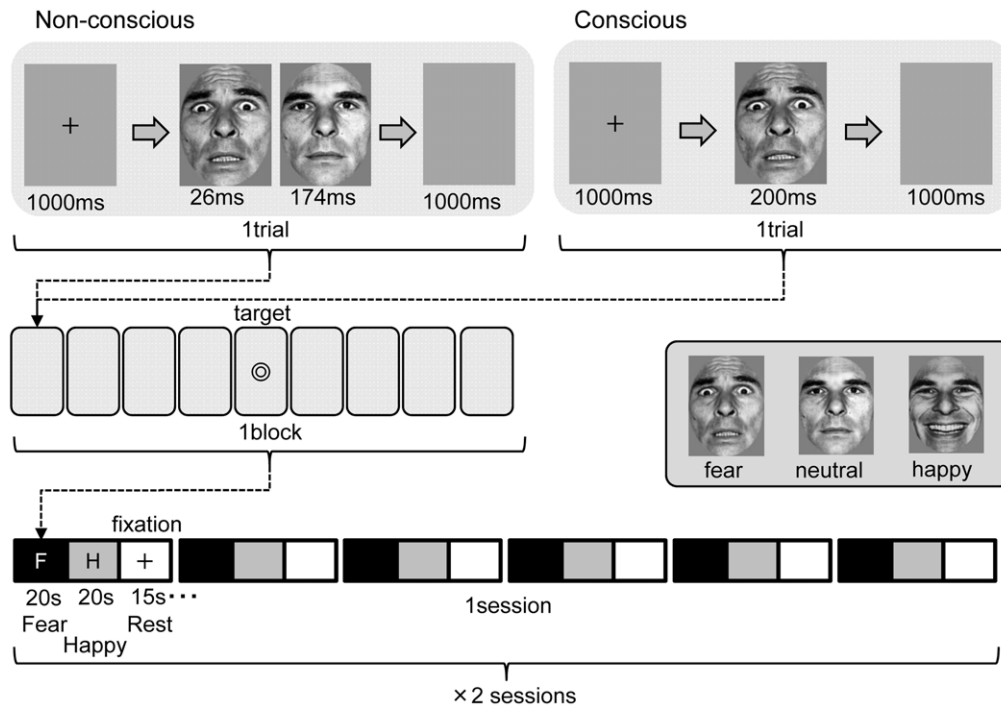 Non-conscious
Conscious
+
+
1000ms
26ms
174ms
1000ms
1000ms
200ms
1000ms
1trial
1trial
target
1block
fear
neutral
happy
fixation
F
H
+
20s
20s
15s･･･
1session
Fear
Rest
Happy
×2 sessions